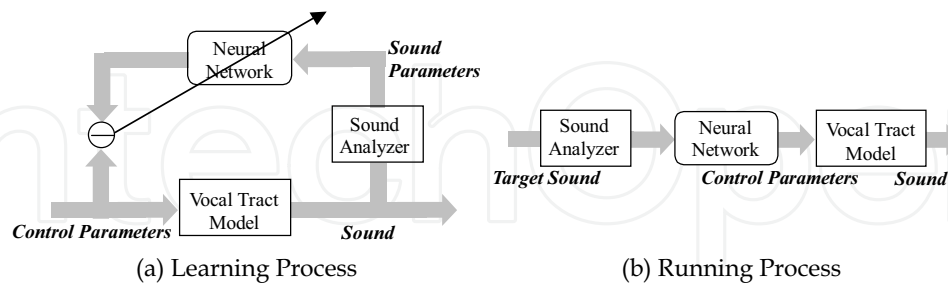 Neural
Network
Sound
Parameters
Sound
Analyzer
Vocal Tract
Model
Control Parameters
Sound
(a) Learning Process
Sound
Analyzer
Neural
Network
Vocal Tract
Model
Target Sound
Control Parameters
Sound
(b) Running Process